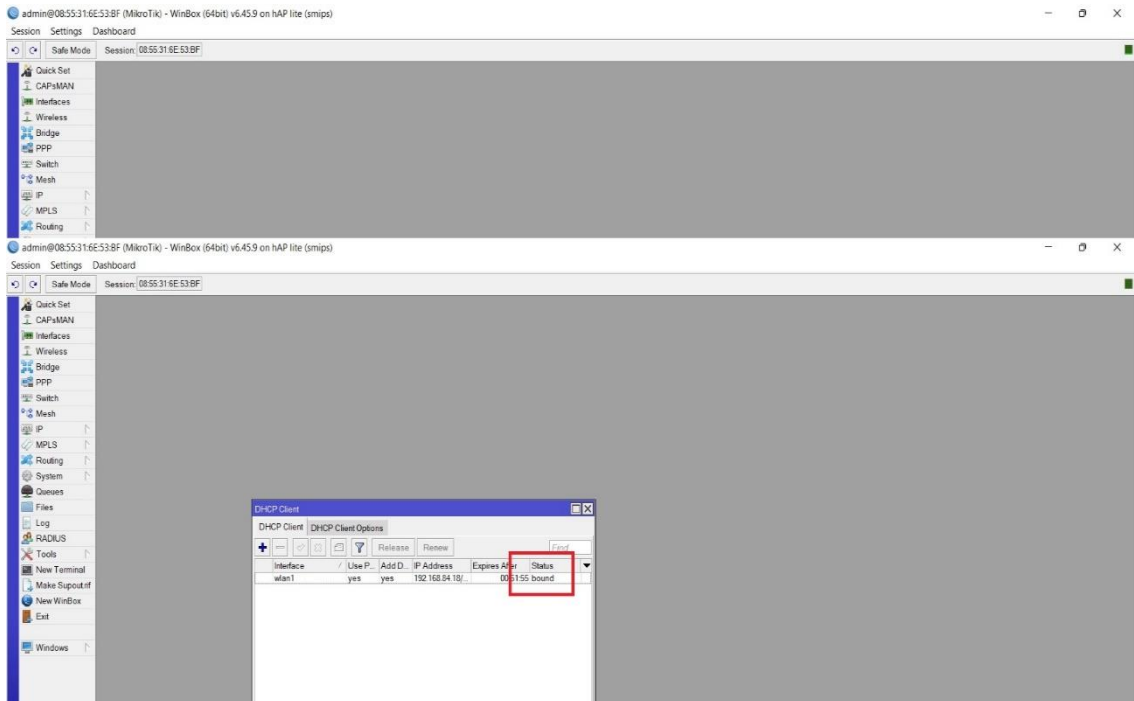 admin@08:55:31:6E:53:BF (MikroTik) - WinBox (64bit) v6.45.9 on hAP lite (smips)
Session Settings Dashboard
Safe Mode Session: 08:55:31:6E:53:BF
Quick Set
CAPsMAN
Interfaces
Wireless
Bridge
PPP
Switch
Mesh
IP
MPLS
Routing
admin@08:55:31:6E:53:BF (MikroTik) - WinBox (64bit) v6.45.9 on hAP lite (smips)
Session Settings Dashboard
Safe Mode Session: 08:55:31:6E:53:BF
Quick Set
CAPsMAN
Interfaces
Wireless
Bridge
PPP
Switch
Mesh
IP
MPLS
Routing
System
Queues
Files
Log
RADIUS
Tools
New Terminal
Make Supout.rif
New WinBox
Exit
Windows
DHCP Client
DHCP Client DHCP Client Options
Release Renew Find
Interface Use P... Add D... IP Address Expires After Status
wlan1 yes yes 192.168.84.18/... 00:51:55 bound